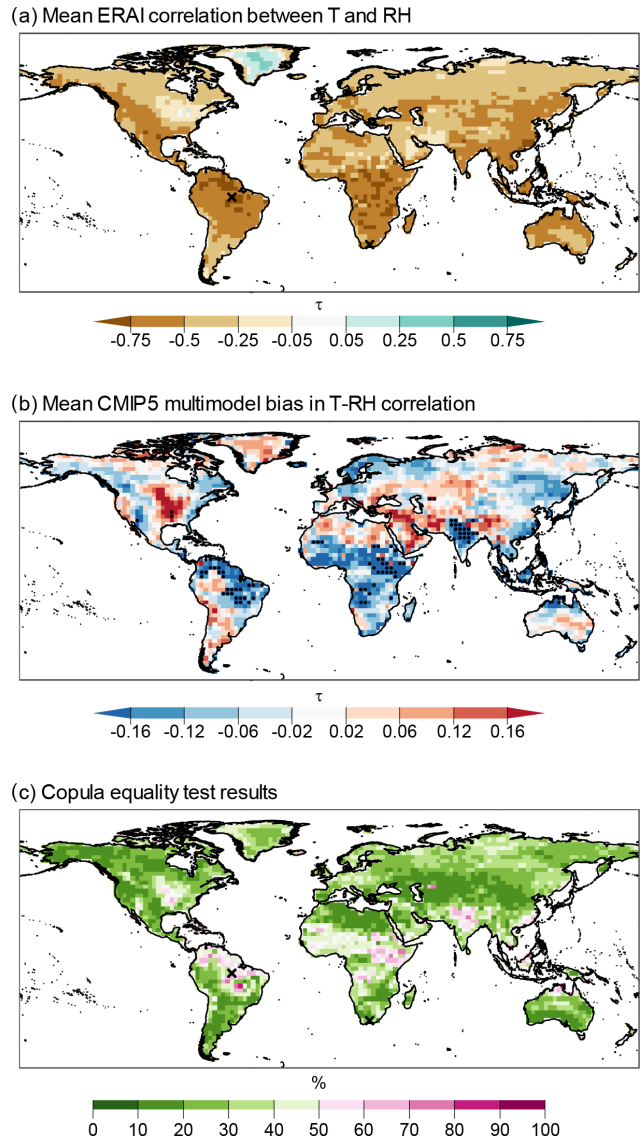 (a) Mean ERAI correlation between T and RH
τ
-0.75 -0.5 -0.25 -0.05 0.05 0.25 0.5 0.75
(b) Mean CMIP5 multimodel bias in T-RH correlation
τ
-0.16 -0.12 -0.06 -0.02 0.02 0.06 0.12 0.16
(c) Copula equality test results
%
0 10 20 30 40 50 60 70 80 90 100